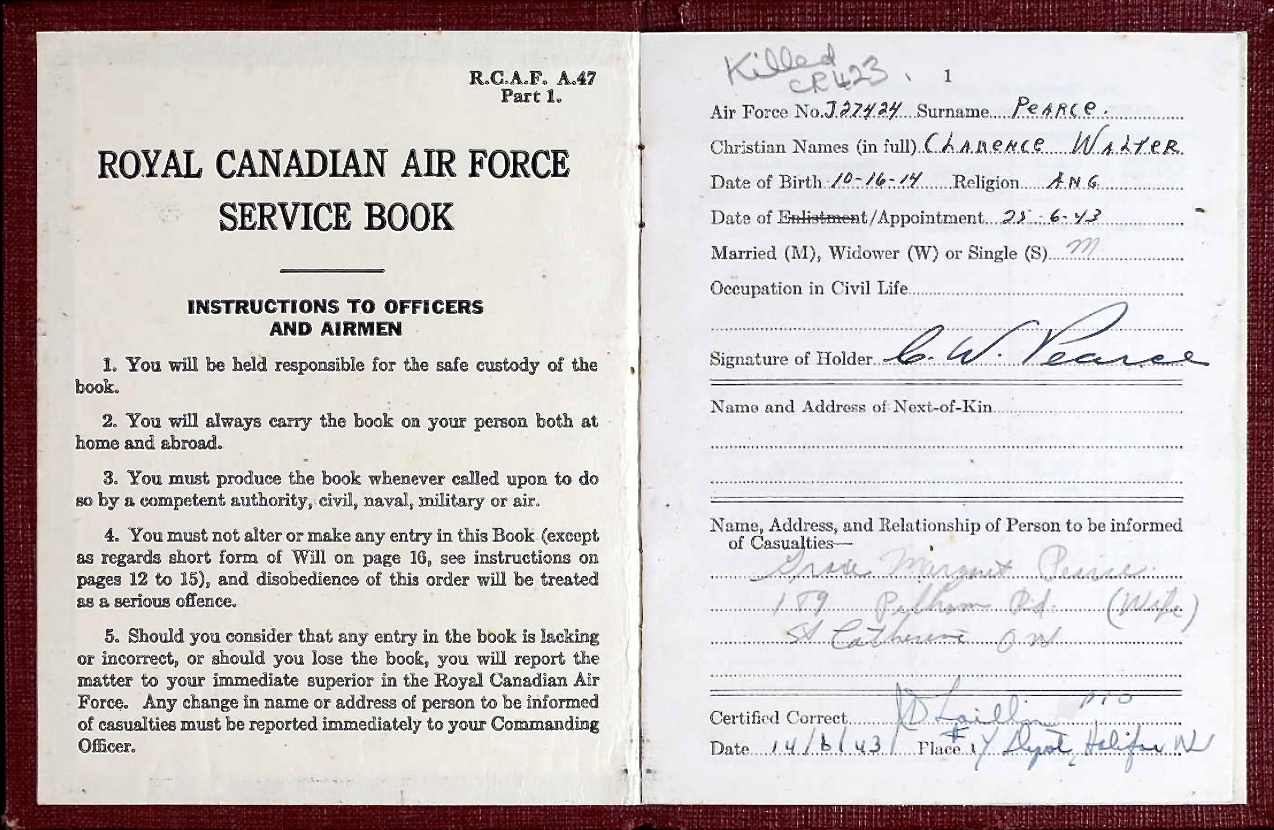 R.C.A.F. A.47
Part 1.
ROYAL CANADIAN AIR FORCE
SERVICE BOOK
INSTRUCTIONS TO OFFICERS
AND AIRMEN
1. You will be held responsible for the safe custody of the
book.
2. You will always carry the book on your person both at
home and abroad.
3. You must produce the book whenever called upon to do
so by a competent authority, civil, naval, military or air.
4. You must not alter or make any entry in this Book (except
as regards short form of Will on page 16, see instructions on
pages 12 to 15), and disobedience of this order will be treated
as a serious offence.
5. Should you consider that any entry in the book is lacking
or incorrect, or should you lose the book, you will report the
matter to your immediate superior in the Royal Canadian Air
Force. Any change in name or address of person to be informed
of casualties must be reported immediately to your Commanding
Officer.
Killed
CR423
1
Air Force No. J27424 Surname PeARCe.
Christian Names (in full) CLARENCE WALTER
Date of Birth 10-16-14 Religion ANG
Date of Enlistment/Appointment 25-6-43
Married (M), Widower (W) or Single (S) M
Occupation in Civil Life
Signature of Holder C. W. Pearce
Name and Address of Next-of-Kin
Name, Address, and Relationship of Person to be informed
of Casualties—
Grace Margaret Pearce
179 Pelham Rd. (Wife)
St Catherine Ont
Certified Correct
Date 14/8/43 Place "Y" Depot, Halifax NS